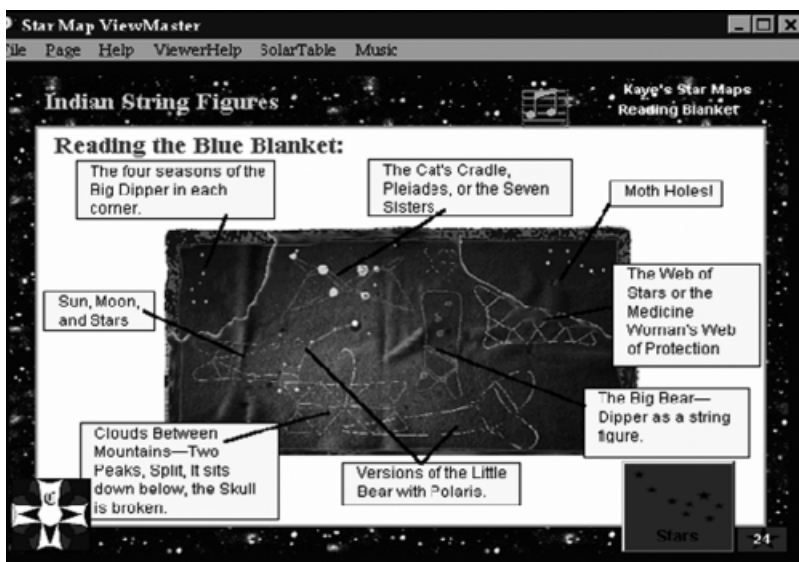 Star Map ViewMaster
File Page Help ViewerHelp SolarTable Music
Indian String Figures
Kaye's Star Maps
Reading Blanket
Reading the Blue Blanket:
The four seasons of the
Big Dipper in each
corner.
The Cat's Cradle,
Pleiades, or the Seven
Sisters
Moth Holes!
Sun, Moon,
and Stars
The Web of
Stars or the
Medicine
Woman's Web
of Protection
The Big Bear—
Dipper as a string
figure.
Clouds Between
Mountains—Two
Peaks, Split, It sits
down below, the Skull
is broken.
Versions of the Little
Bear with Polaris.
C
Stars
24